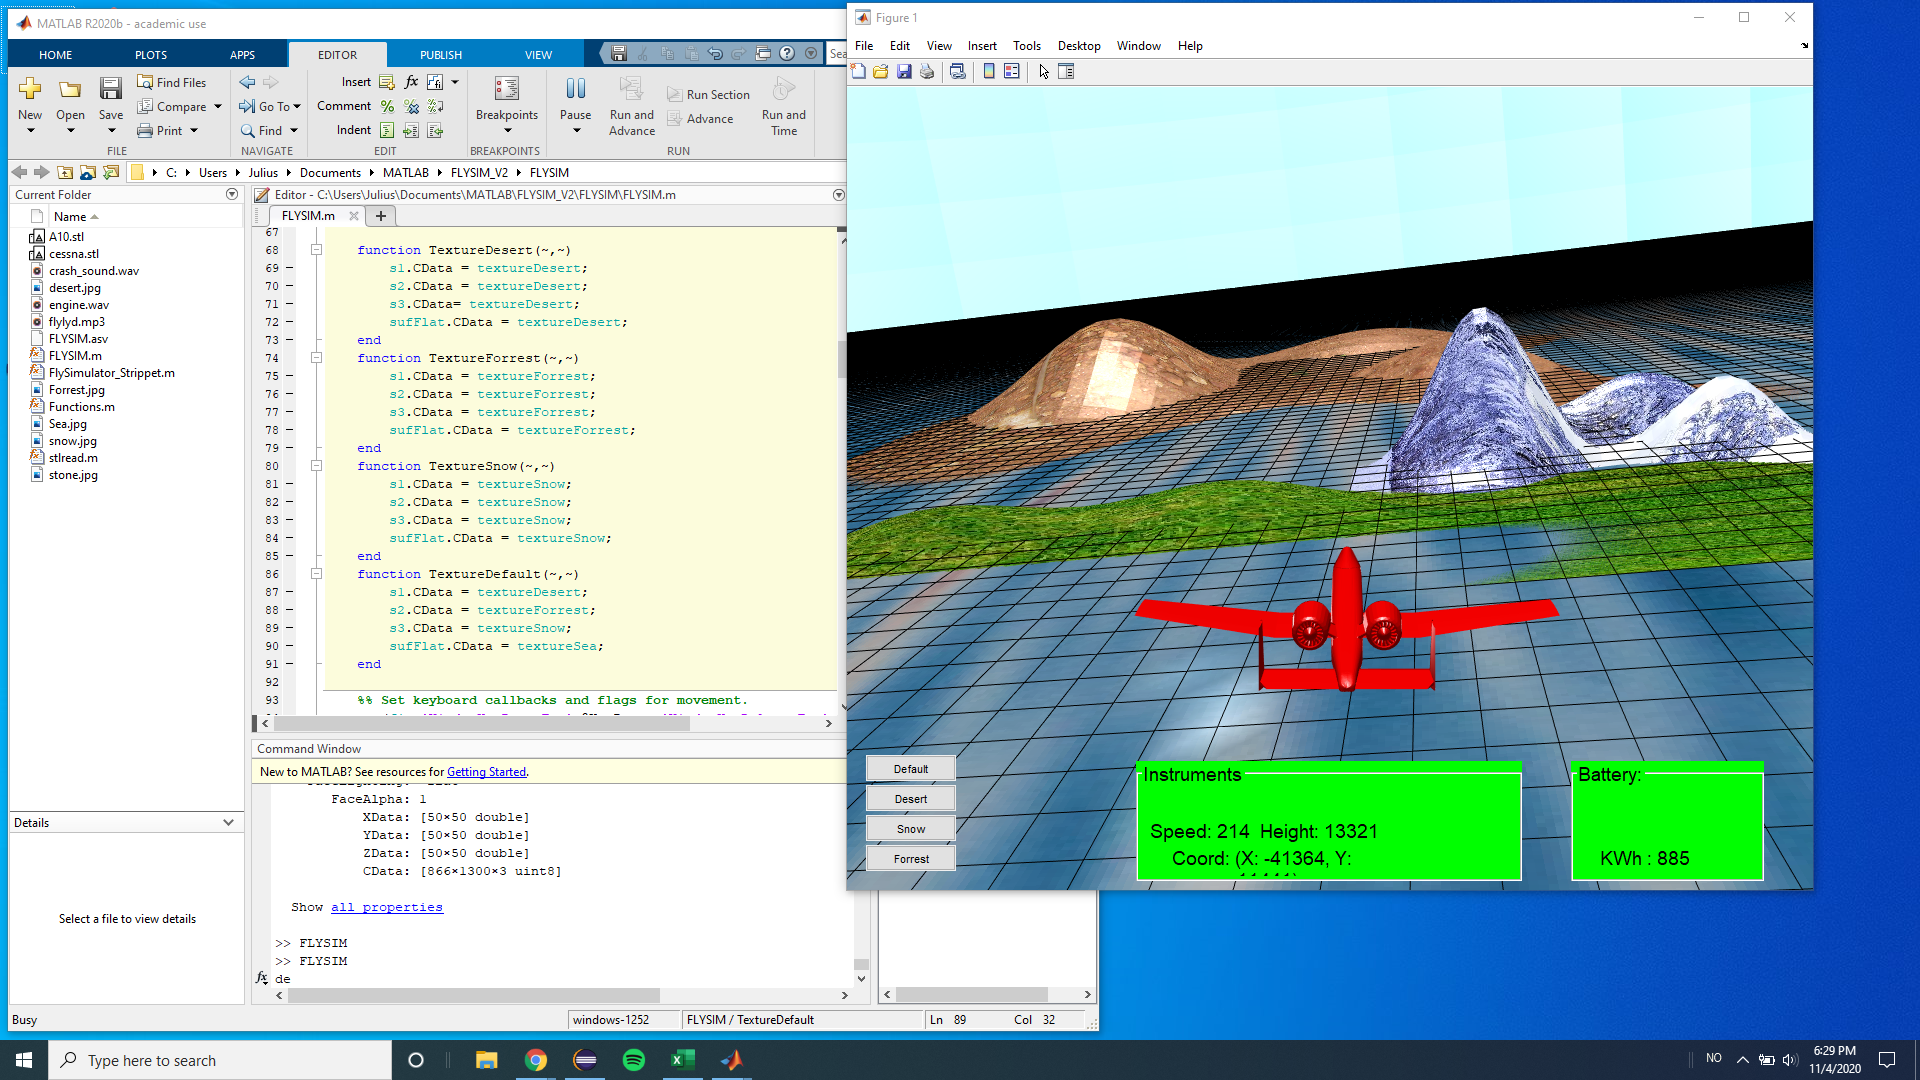 MATLAB R2020b - academic use
HOME PLOTS APPS EDITOR PUBLISH VIEW
Sea
New
Open
Save
Find Files
Compare
Print
FILE
Go To
Find
NAVIGATE
Insert
Comment
Indent
EDIT
Breakpoints
BREAKPOINTS
Pause
Run and Advance
Run Section
Advance
Run and Time
RUN
C: Users Julius Documents MATLAB FLYSIM_V2 FLYSIM
Current Folder
Name
A10.stl
cessna.stl
crash_sound.wav
desert.jpg
engine.wav
flylyd.mp3
FLYSIM.asv
FLYSIM.m
FlySimulator_Strippet.m
Forrest.jpg
Functions.m
Sea.jpg
snow.jpg
stlread.m
stone.jpg
Details
Select a file to view details
Editor - C:\Users\Julius\Documents\MATLAB\FLYSIM_V2\FLYSIM\FLYSIM.m
FLYSIM.m
67
68 function TextureDesert(~,~)
69 s1.CData = textureDesert;
70 s2.CData = textureDesert;
71 s3.CData= textureDesert;
72 sufFlat.CData = textureDesert;
73 end
74 function TextureForrest(~,~)
75 s1.CData = textureForrest;
76 s2.CData = textureForrest;
77 s3.CData = textureForrest;
78 sufFlat.CData = textureForrest;
79 end
80 function TextureSnow(~,~)
81 s1.CData = textureSnow;
82 s2.CData = textureSnow;
83 s3.CData = textureSnow;
84 sufFlat.CData = textureSnow;
85 end
86 function TextureDefault(~,~)
87 s1.CData = textureDesert;
88 s2.CData = textureForrest;
89 s3.CData = textureSnow;
90 sufFlat.CData = textureSea;
91 end
92
93 %% Set keyboard callbacks and flags for movement.
Command Window
New to MATLAB? See resources for Getting Started.
FaceAlpha: 1
XData: [50×50 double]
YData: [50×50 double]
ZData: [50×50 double]
CData: [866×1300×3 uint8]
Show all properties
>> FLYSIM
>> FLYSIM
fx de
Busy
windows-1252
FLYSIM / TextureDefault
Ln 89 Col 32
Figure 1
File Edit View Insert Tools Desktop Window Help
Default
Desert
Snow
Forrest
Instruments
Speed: 214 Height: 13321
Coord: (X: -41364, Y:
Battery:
KWh : 885
Type here to search
NO
6:29 PM
11/4/2020